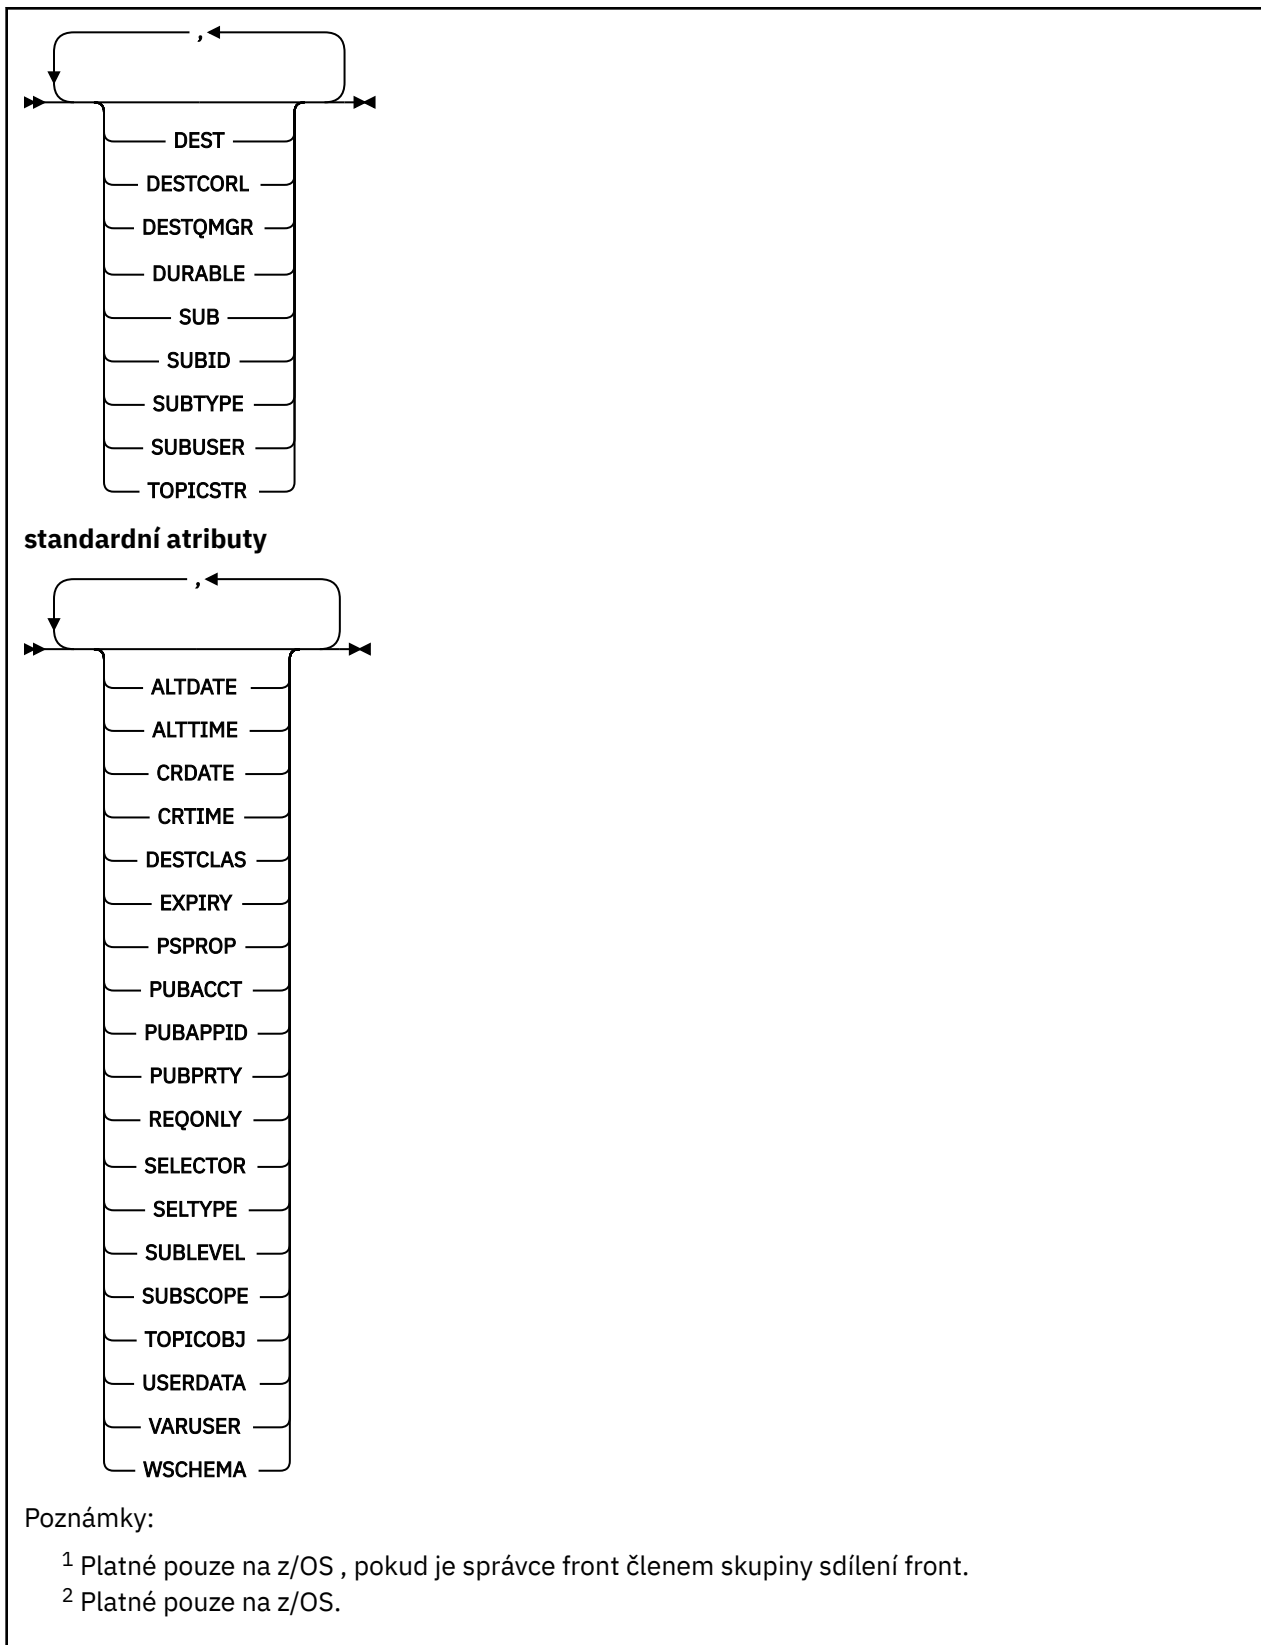 ,
DEST
DESTCORL
DESTQMGR
DURABLE
SUB
SUBID
SUBTYPE
SUBUSER
TOPICSTR
standardní atributy
,
ALTDATE
ALTTIME
CRDATE
CRTIME
DESTCLAS
EXPIRY
PSPROP
PUBACCT
PUBAPPID
PUBPRTY
REQONLY
SELECTOR
SELTYPE
SUBLEVEL
SUBSCOPE
TOPICOBJ
USERDATA
VARUSER
WSCHEMA
Poznámky:
1 Platné pouze na z/OS , pokud je správce front členem skupiny sdílení front.
2 Platné pouze na z/OS.